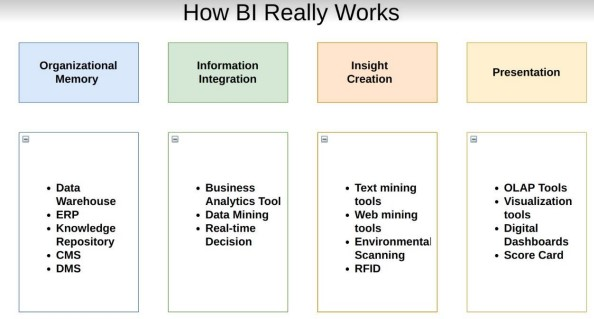 How BI Really Works
Organizational
Memory
Information
Integration
Insight
Creation
Presentation
• Data
Warehouse
• ERP
• Knowledge
Repository
• CMS
• DMS
• Business
Analytics Tool
• Data Mining
• Real-time
Decision
• Text mining
tools
• Web mining
tools
• Environmental
Scanning
• RFID
• OLAP Tools
• Visualization
tools
• Digital
Dashboards
• Score Card